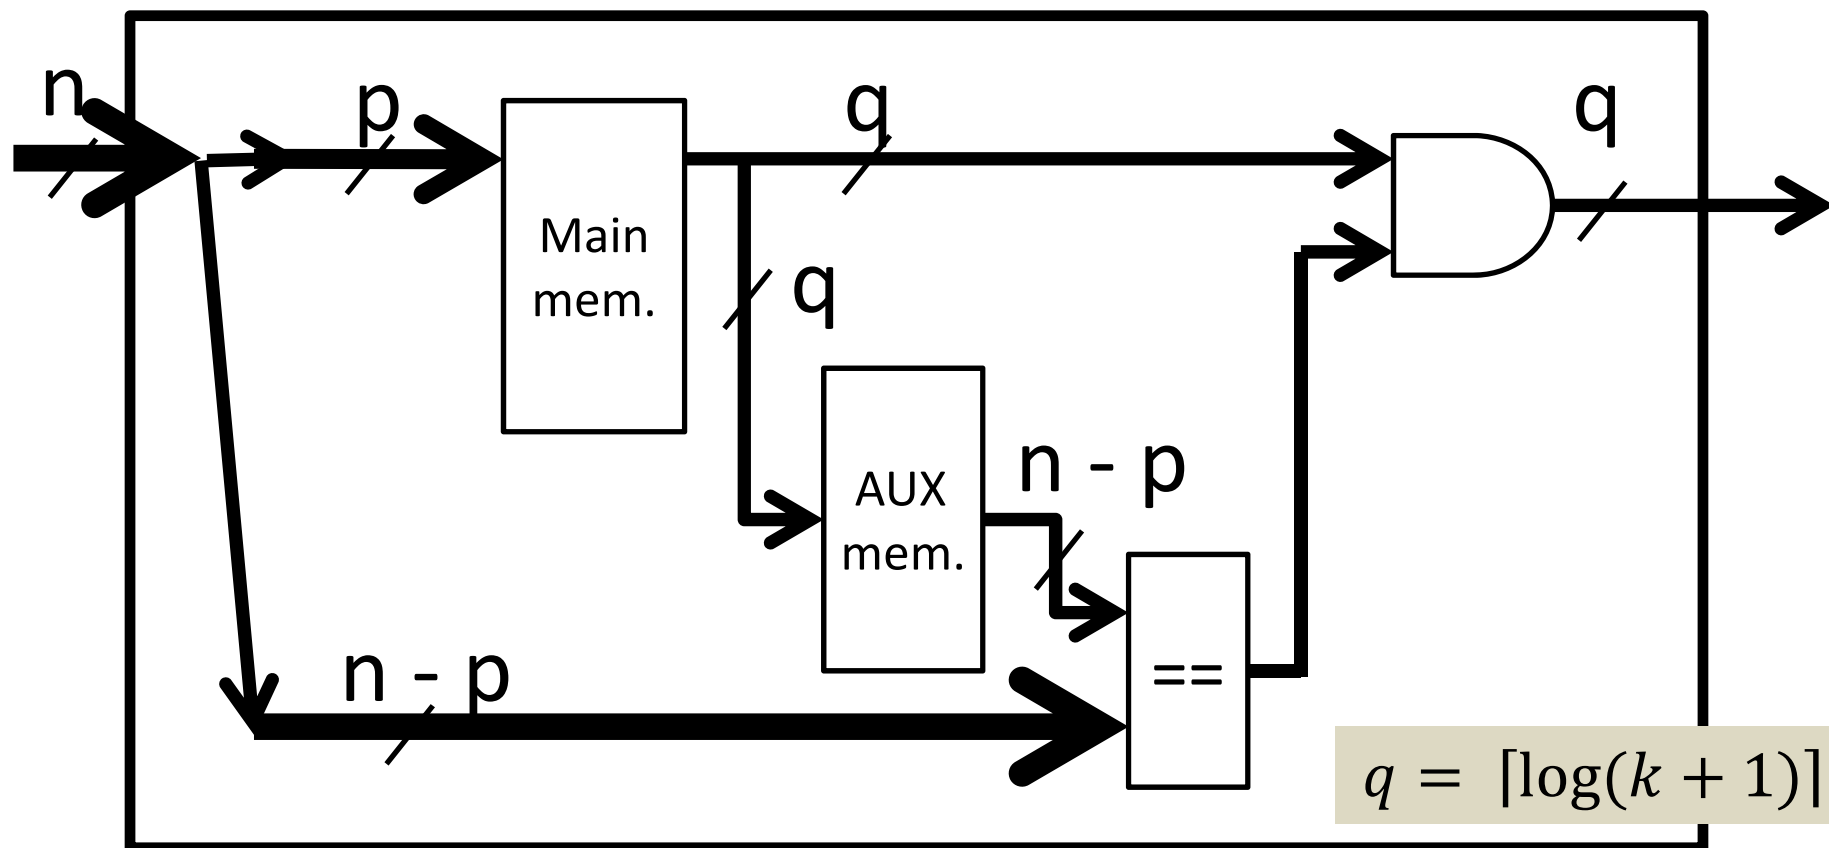 n
p
q
q
Main
mem.
q
AUX
mem.
n - p
n - p
==
q = ⌈log(k + 1)⌉